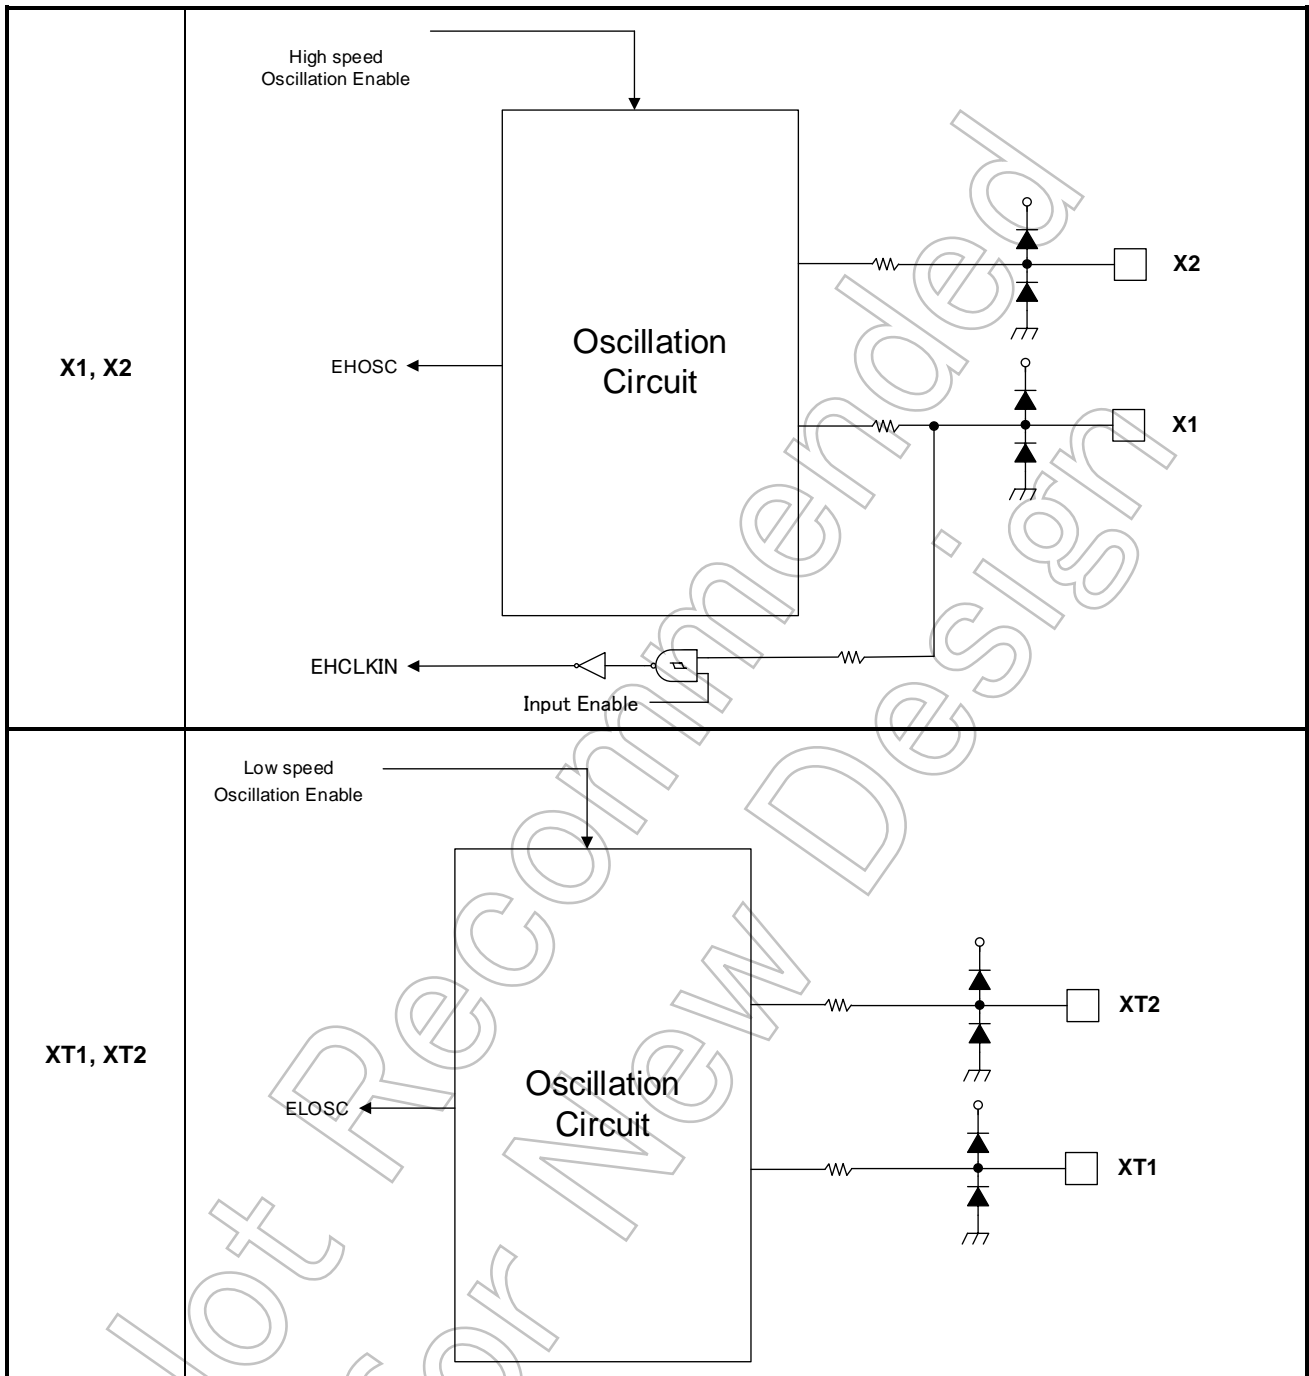 High speed
Oscillation Enable
X2
Oscillation
Circuit
X1, X2
EHOSC
X1
EHCLKIN
Input Enable
Low speed
Oscillation Enable
XT2
XT1, XT2
Oscillation
Circuit
ELOSC
XT1
Not Recommended
for New Design